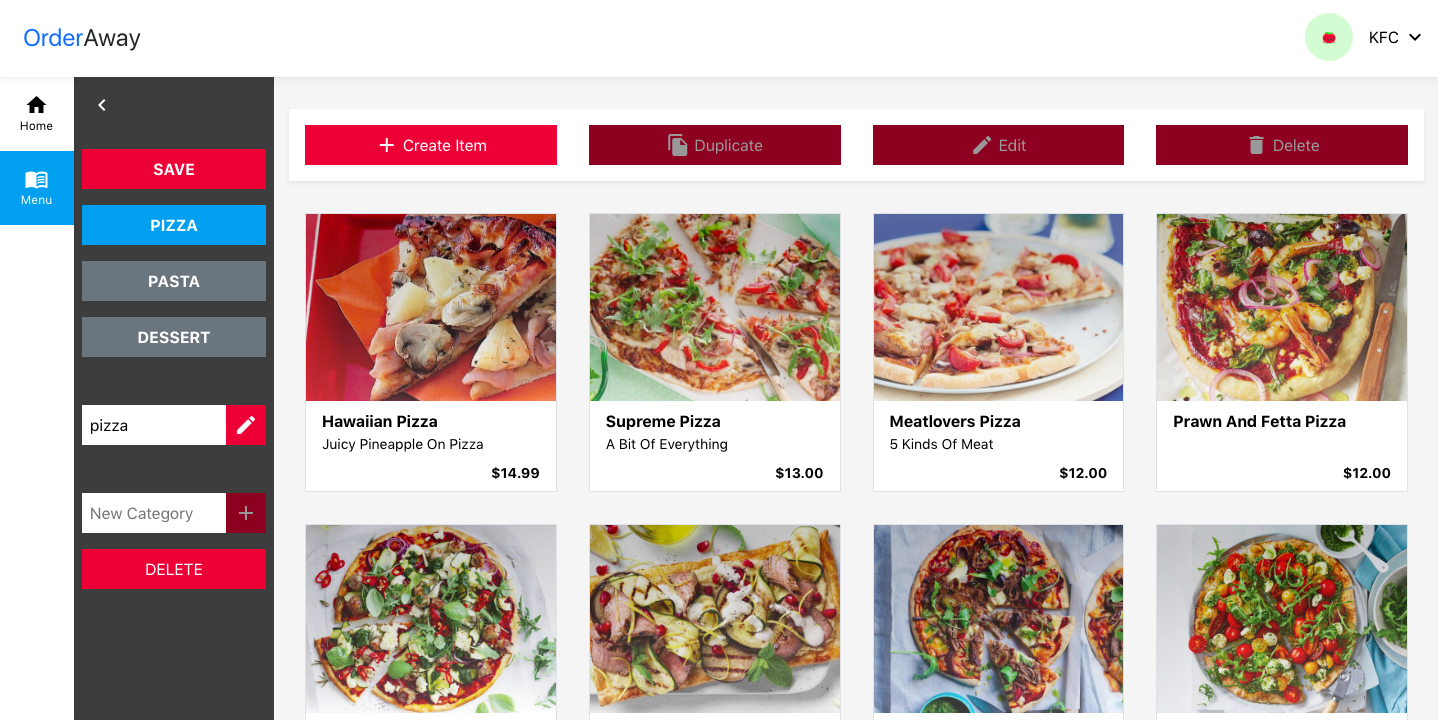 OrderAway
KFC
Home
Menu
SAVE
PIZZA
PASTA
DESSERT
pizza
New Category
DELETE
Create Item
Duplicate
Edit
Delete
Hawaiian Pizza
Juicy Pineapple On Pizza
$14.99
Supreme Pizza
A Bit Of Everything
$13.00
Meatlovers Pizza
5 Kinds Of Meat
$12.00
Prawn And Fetta Pizza
$12.00